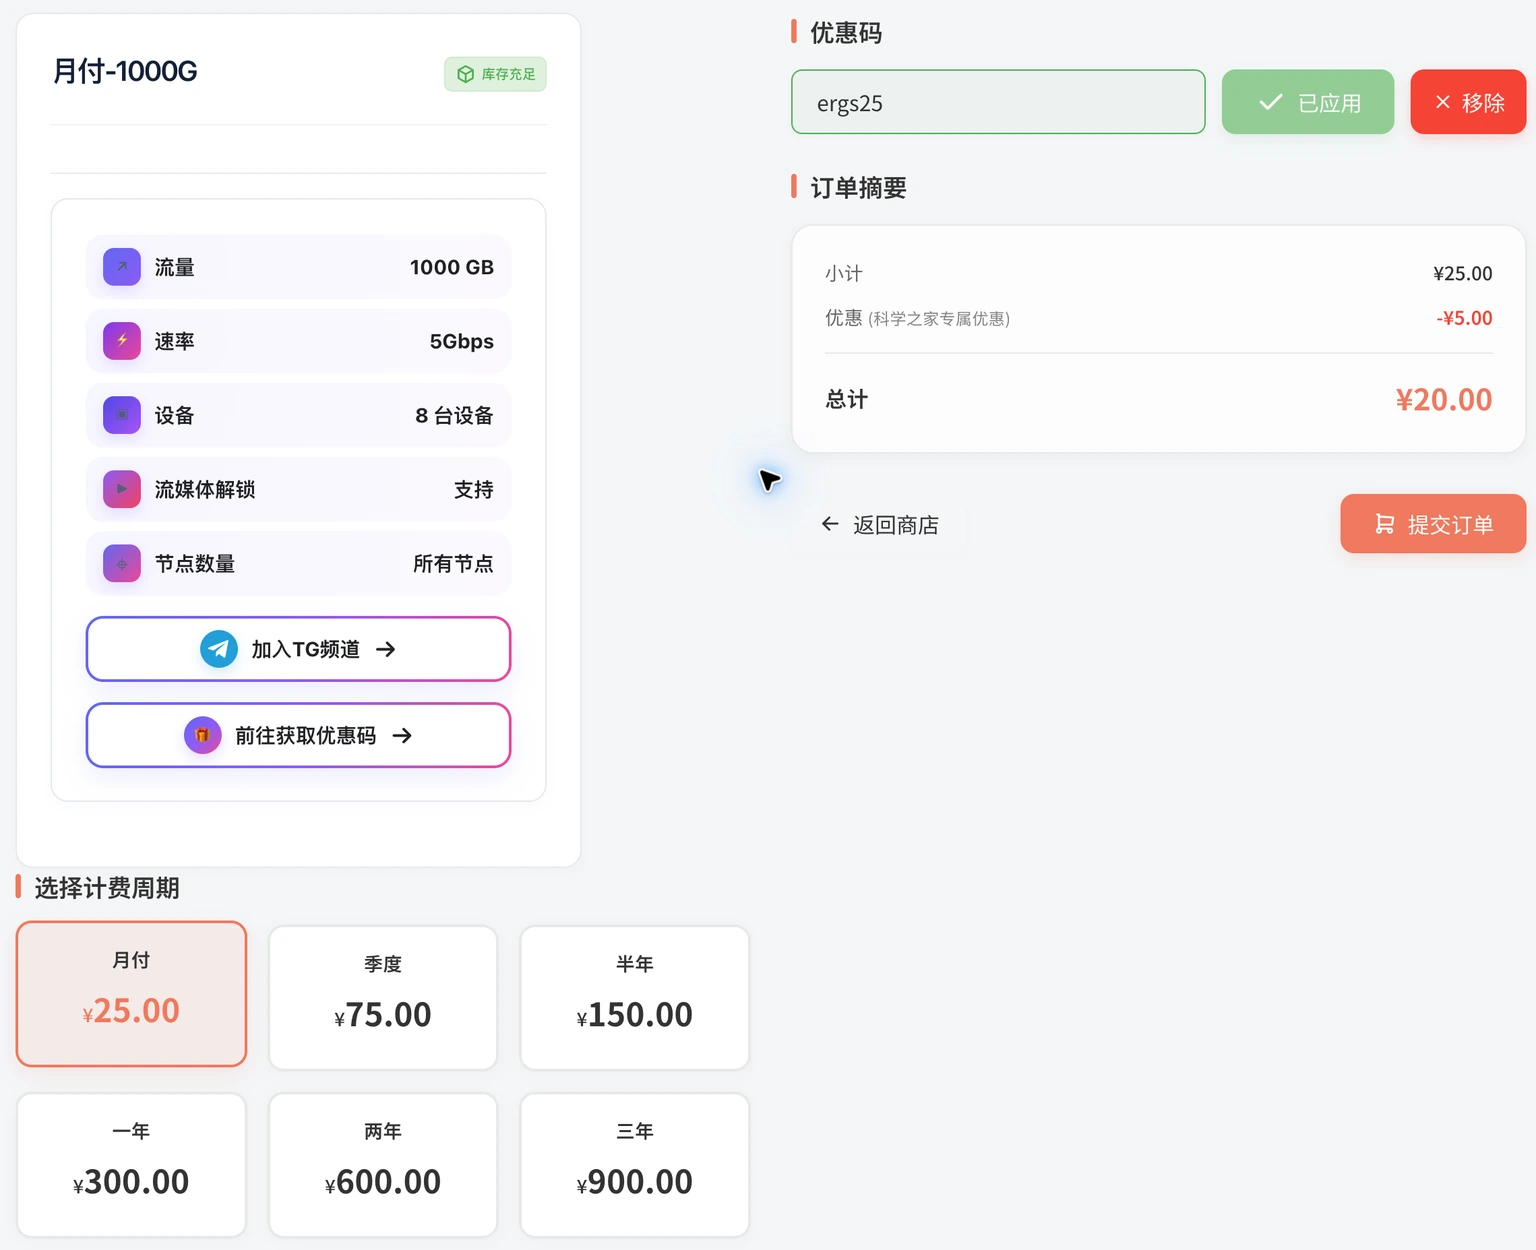 月付-1000G
库存充足
流量
1000 GB
速率
5Gbps
设备
8 台设备
流媒体解锁
支持
节点数量
所有节点
加入TG频道 →
前往获取优惠码 →
选择计费周期
月付
¥25.00
季度
¥75.00
半年
¥150.00
一年
¥300.00
两年
¥600.00
三年
¥900.00
优惠码
ergs25
已应用
移除
订单摘要
小计
¥25.00
优惠 (科学之家专属优惠)
-¥5.00
总计
¥20.00
← 返回商店
提交订单